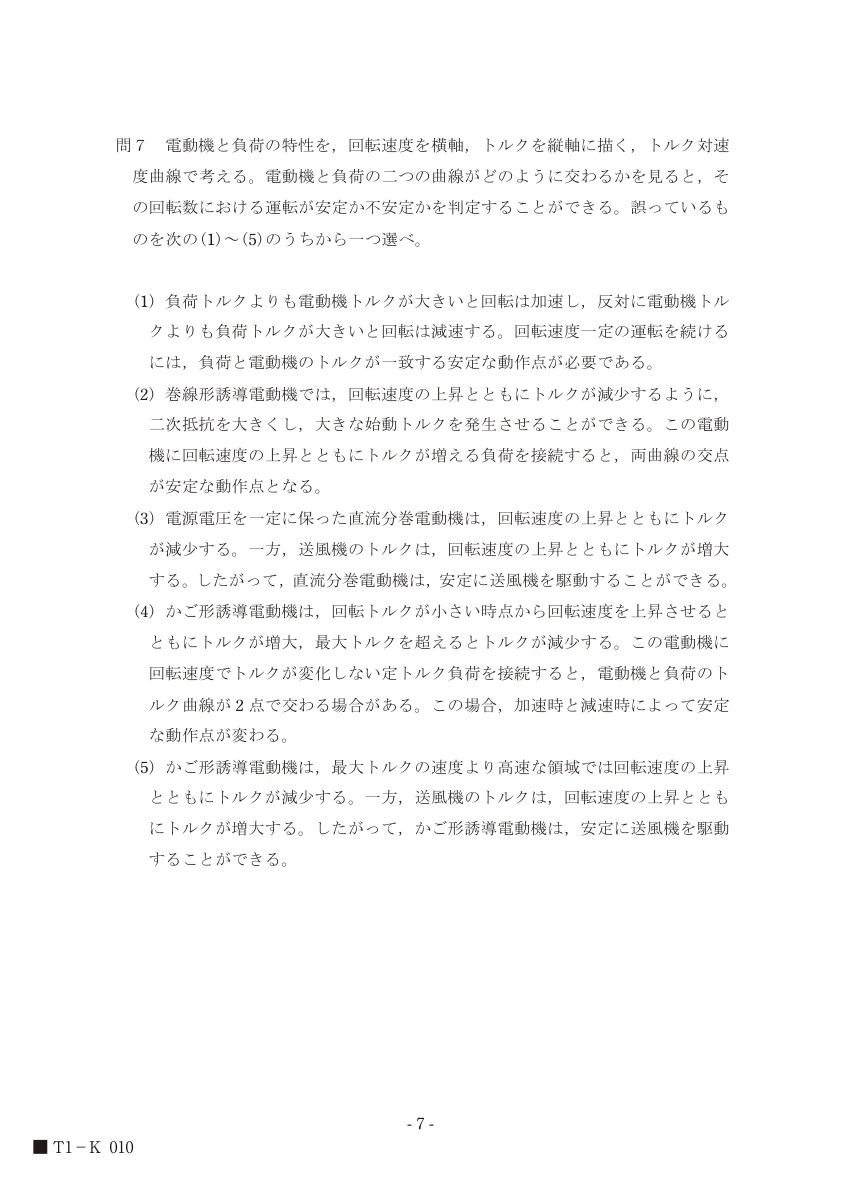 問７　電動機と負荷の特性を，回転速度を横軸，トルクを縦軸に描く，トルク対速
度曲線で考える。電動機と負荷の二つの曲線がどのように交わるかを見ると，そ
の回転数における運転が安定か不安定かを判定することができる。誤っているも
のを次の(1)～(5)のうちから一つ選べ。
(1) 負荷トルクよりも電動機トルクが大きいと回転は加速し，反対に電動機トル
クよりも負荷トルクが大きいと回転は減速する。回転速度一定の運転を続ける
には，負荷と電動機のトルクが一致する安定な動作点が必要である。
(2) 巻線形誘導電動機では，回転速度の上昇とともにトルクが減少するように，
二次抵抗を大きくし，大きな始動トルクを発生させることができる。この電動
機に回転速度の上昇とともにトルクが増える負荷を接続すると，両曲線の交点
が安定な動作点となる。
(3) 電源電圧を一定に保った直流分巻電動機は，回転速度の上昇とともにトルク
が減少する。一方，送風機のトルクは，回転速度の上昇とともにトルクが増大
する。したがって，直流分巻電動機は，安定に送風機を駆動することができる。
(4) かご形誘導電動機は，回転トルクが小さい時点から回転速度を上昇させると
ともにトルクが増大，最大トルクを超えるとトルクが減少する。この電動機に
回転速度でトルクが変化しない定トルク負荷を接続すると，電動機と負荷のト
ルク曲線が2点で交わる場合がある。この場合，加速時と減速時によって安定
な動作点が変わる。
(5) かご形誘導電動機は，最大トルクの速度より高速な領域では回転速度の上昇
とともにトルクが減少する。一方，送風機のトルクは，回転速度の上昇ととも
にトルクが増大する。したがって，かご形誘導電動機は，安定に送風機を駆動
することができる。
- 7 -
■ T1－K 010